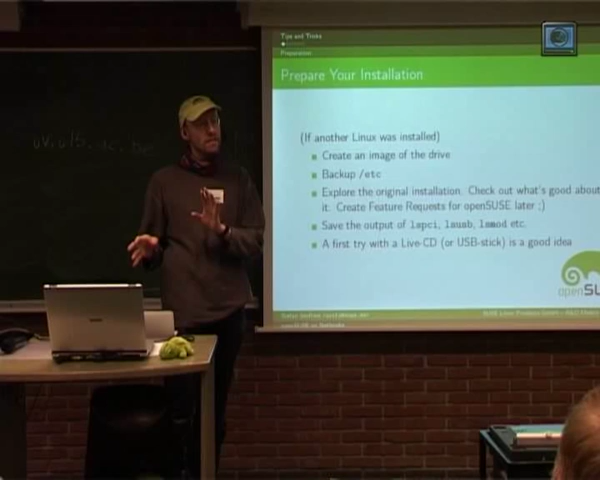 Tips and Tricks
Preparation
Prepare Your Installation
(If another Linux was installed)
Create an image of the drive
Backup /etc
Explore the original installation. Check out what's good about
it. Create Feature Requests for openSUSE later ;)
Save the output of lspci, lsusb, lsmod etc.
A first try with a Live-CD (or USB-stick) is a good idea
openSU